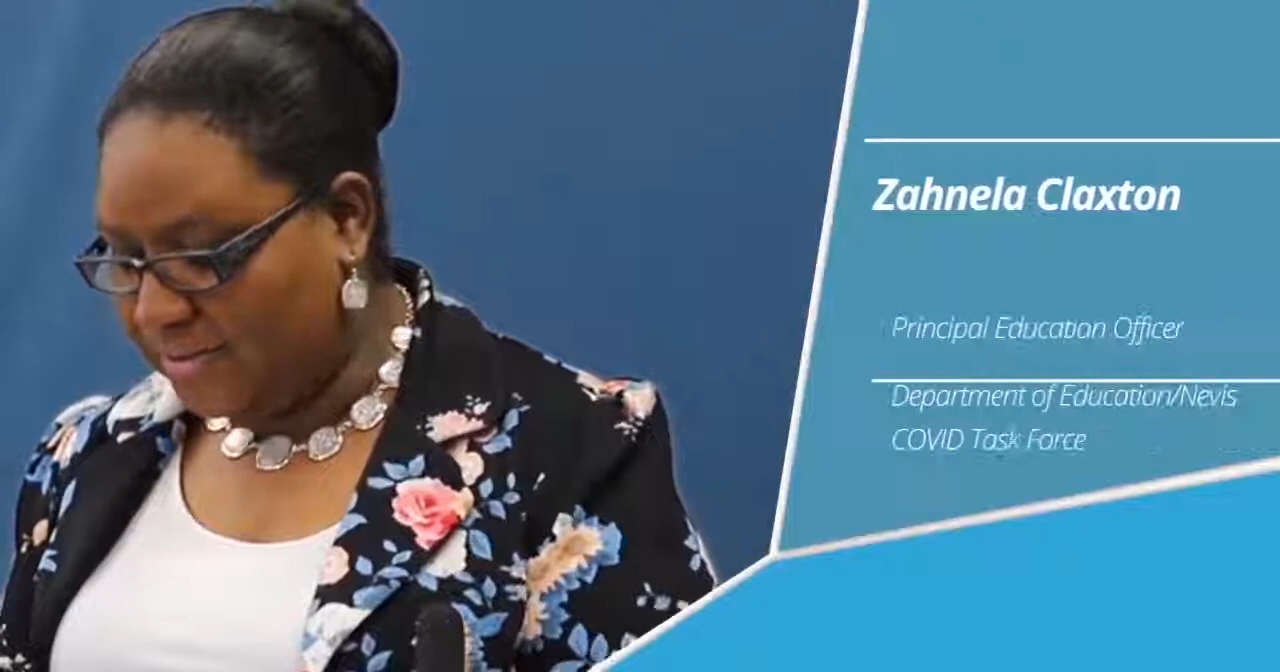 Zahnela Claxton
Principal Education Officer
Department of Education/Nevis
COVID Task Force